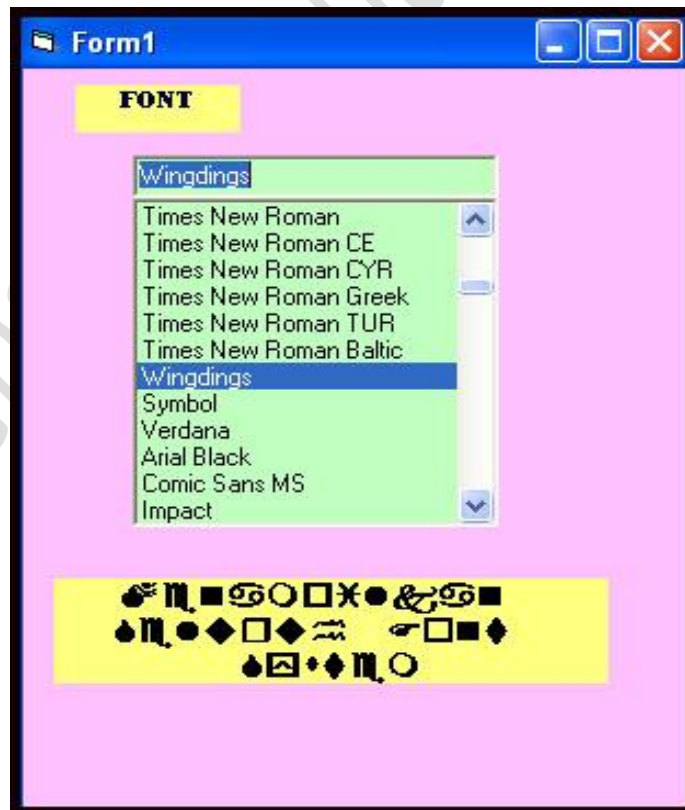 Form1
FONT
Wingdings
Times New Roman
Times New Roman CE
Times New Roman CYR
Times New Roman Greek
Times New Roman TUR
Times New Roman Baltic
Wingdings
Symbol
Verdana
Arial Black
Comic Sans MS
Impact
💣♏■♋❍◻♓●🙵♋■
💧♏●◆❒◆♒ ☞□■⧫
💧⍓⬧⧫♏❍